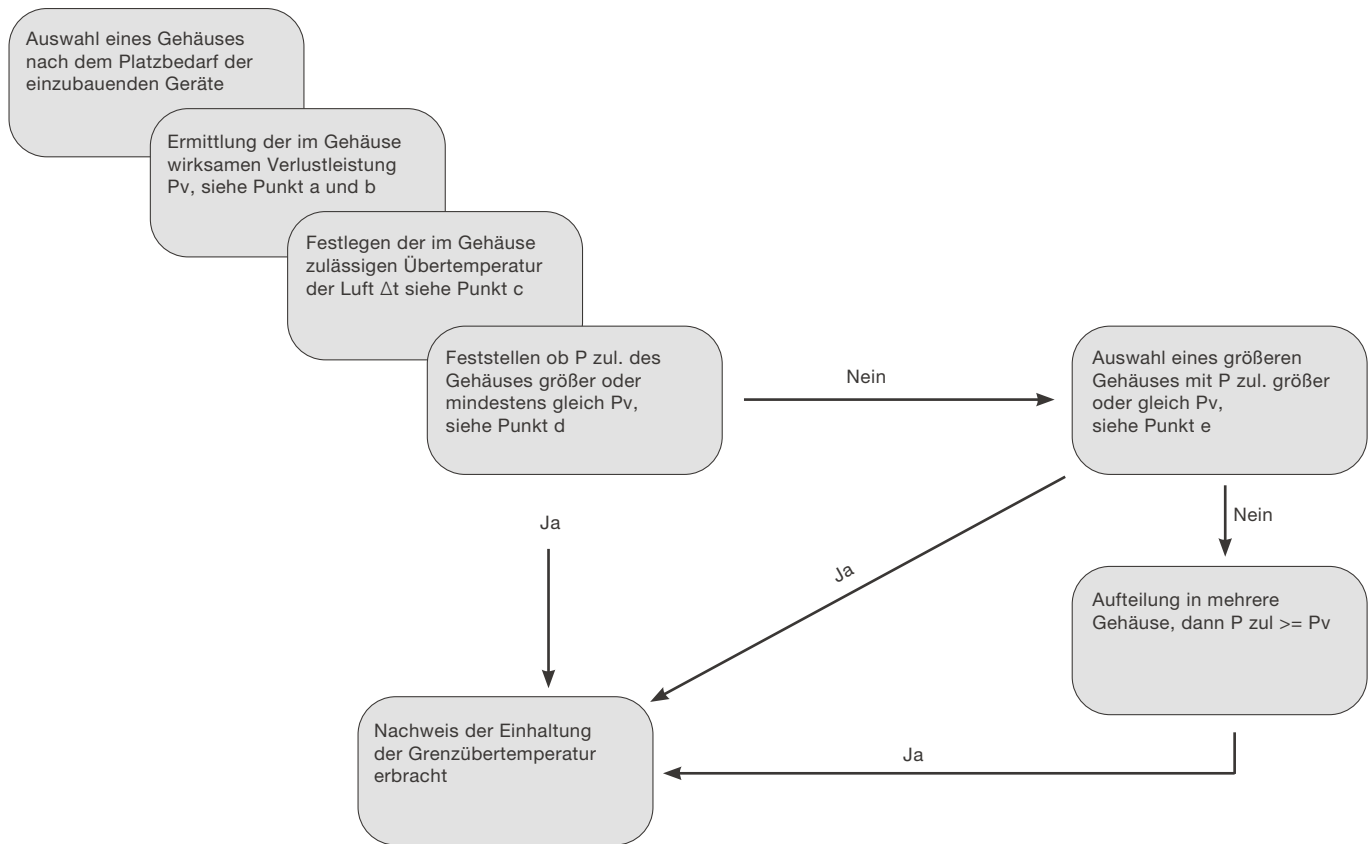 Auswahl eines Gehäuses
nach dem Platzbedarf der
einzubauenden Geräte
Ermittlung der im Gehäuse
wirksamen Verlustleistung
Pv, siehe Punkt a und b
Festlegen der im Gehäuse
zulässigen Übertemperatur
der Luft Δt siehe Punkt c
Feststellen ob P zul. des
Gehäuses größer oder
mindestens gleich Pv,
siehe Punkt d
Nein
Auswahl eines größeren
Gehäuses mit P zul. größer
oder gleich Pv,
siehe Punkt e
Ja
Ja
Nein
Aufteilung in mehrere
Gehäuse, dann P zul >= Pv
Nachweis der Einhaltung
der Grenzübertemperatur
erbracht
Ja